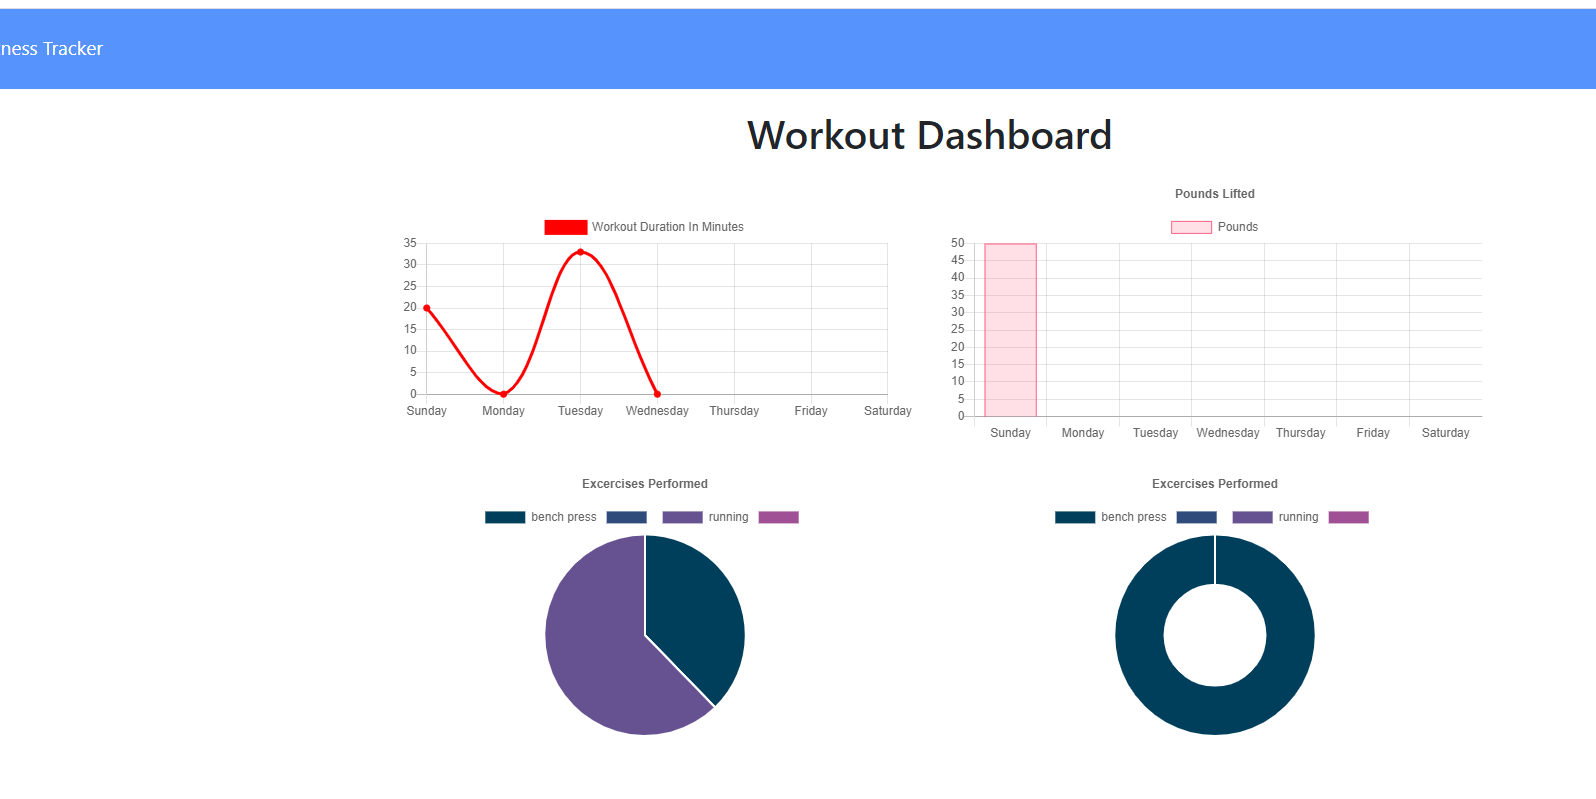 ness Tracker
Workout Dashboard
Workout Duration In Minutes
35
30
25
20
15
10
5
0
Sunday Monday Tuesday Wednesday Thursday Friday Saturday
Pounds Lifted
Pounds
50
45
40
35
30
25
20
15
10
5
0
Sunday Monday Tuesday Wednesday Thursday Friday Saturday
Excercises Performed
bench press running
Excercises Performed
bench press running